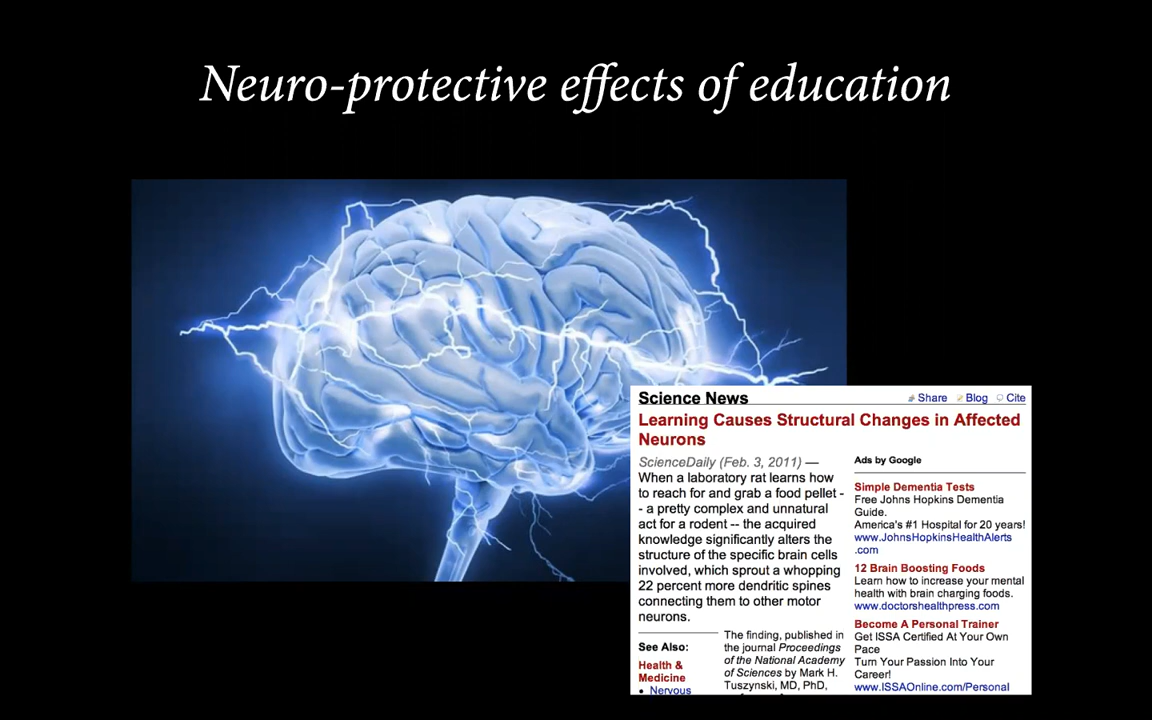 Neuro-protective effects of education
Science News
Share Blog Cite
Learning Causes Structural Changes in Affected
Neurons
ScienceDaily (Feb. 3, 2011) —
When a laboratory rat learns how
to reach for and grab a food pellet -
- a pretty complex and unnatural
act for a rodent -- the acquired
knowledge significantly alters the
structure of the specific brain cells
involved, which sprout a whopping
22 percent more dendritic spines
connecting them to other motor
neurons.
See Also:
Health &
Medicine
• Nervous
The finding, published in
the journal Proceedings
of the National Academy
of Sciences by Mark H.
Tuszynski, MD, PhD,
Ads by Google
Simple Dementia Tests
Free Johns Hopkins Dementia
Guide.
America's #1 Hospital for 20 years!
www.JohnsHopkinsHealthAlerts
.com
12 Brain Boosting Foods
Learn how to increase your mental
health with brain charging foods.
www.doctorshealthpress.com
Become A Personal Trainer
Get ISSA Certified At Your Own
Pace
Turn Your Passion Into Your
Career!
www.ISSAOnline.com/Personal